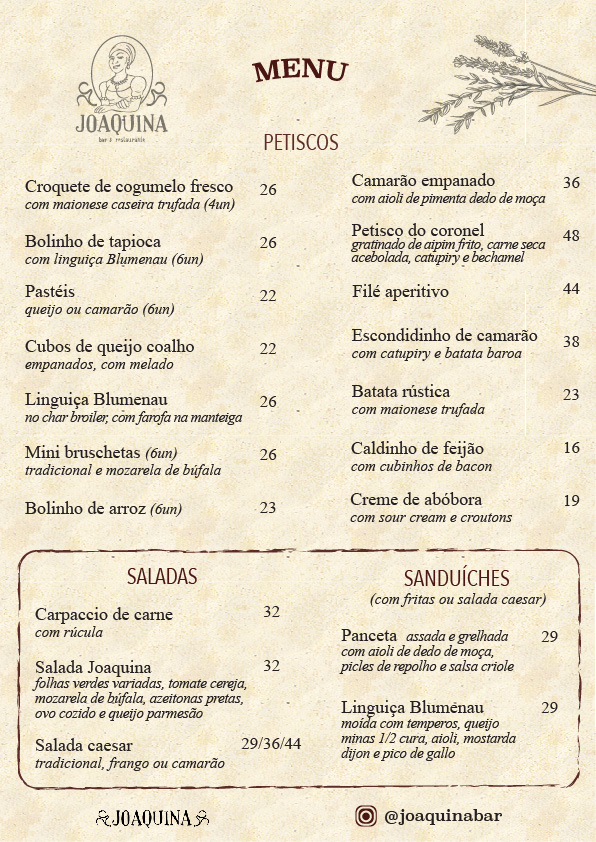 JOAQUINA
bar & restaurante
MENU
PETISCOS
Croquete de cogumelo fresco 26
com maionese caseira trufada (4un)
Bolinho de tapioca 26
com linguiça Blumenau (6un)
Pastéis 22
queijo ou camarão (6un)
Cubos de queijo coalho 22
empanados, com melado
Linguiça Blumenau 26
no char broiler, com farofa na manteiga
Mini bruschetas (6un) 26
tradicional e mozarela de búfala
Bolinho de arroz (6un) 23
Camarão empanado 36
com aioli de pimenta dedo de moça
Petisco do coronel 48
gratinado de aipim frito, carne seca
acebolada, catupiry e bechamel
Filé aperitivo 44
Escondidinho de camarão 38
com catupiry e batata baroa
Batata rústica 23
com maionese trufada
Caldinho de feijão 16
com cubinhos de bacon
Creme de abóbora 19
com sour cream e croutons
SALADAS
Carpaccio de carne 32
com rúcula
Salada Joaquina 32
folhas verdes variadas, tomate cereja,
mozarela de búfala, azeitonas pretas,
ovo cozido e queijo parmesão
Salada caesar 29/36/44
tradicional, frango ou camarão
SANDUÍCHES
(com fritas ou salada caesar)
Panceta assada e grelhada 29
com aioli de dedo de moça,
picles de repolho e salsa criole
Linguiça Blumenau 29
moída com temperos, queijo
minas 1/2 cura, aioli, mostarda
dijon e pico de gallo
JOAQUINA
@joaquinabar